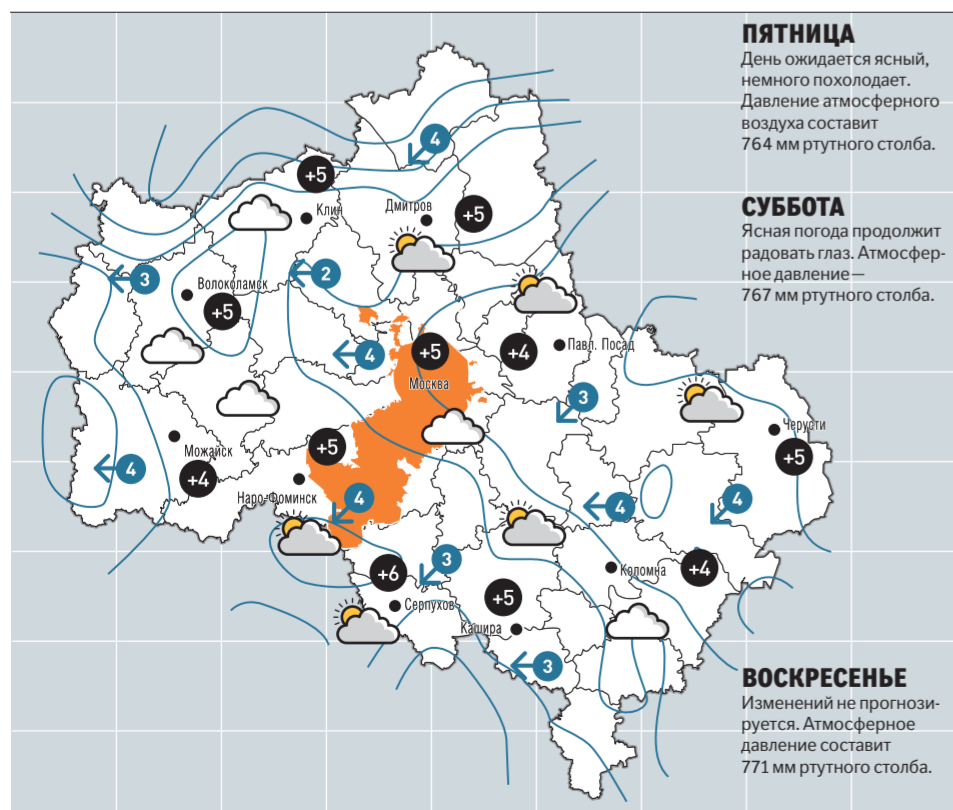 ПЯТНИЦА
День ожидается ясный,
немного похолодает.
Давление атмосферного
воздуха составит
764 мм ртутного столба.
СУББОТА
Ясная погода продолжит
радовать глаз. Атмосфер-
ное давление —
767 мм ртутного столба.
ВОСКРЕСЕНЬЕ
Изменений не прогнози-
руется. Атмосферное
давление составит
771 мм ртутного столба.
4
+5
Клин
Дмитров
+5
3
2
Волоколамск
+5
4
+5
Москва
+4
Павл. Посад
3
Черусти
+5
Можайск
+4
4
+5
Наро-Фоминск
4
4
4
3
+6
Серпухов
+5
Кашира
Коломна
+4
3